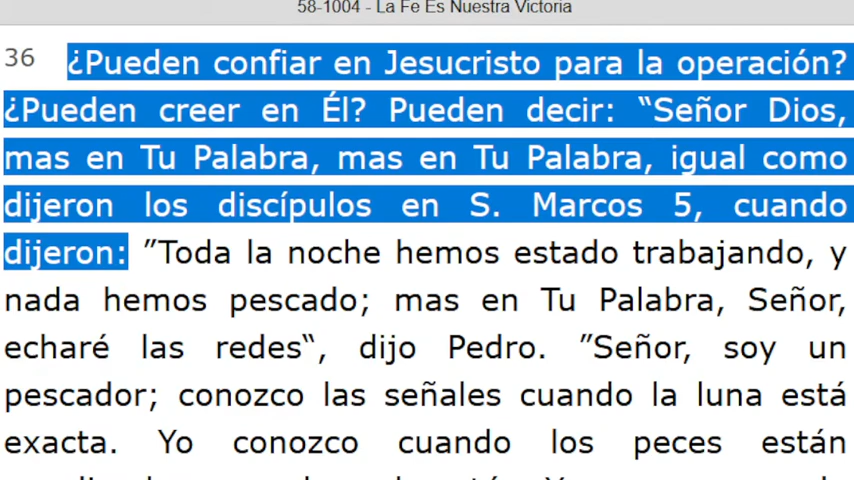 58-1004 - La Fe Es Nuestra Victoria
36 ¿Pueden confiar en Jesucristo para la operación?
¿Pueden creer en Él? Pueden decir: “Señor Dios,
mas en Tu Palabra, mas en Tu Palabra, igual como
dijeron los discípulos en S. Marcos 5, cuando
dijeron: ”Toda la noche hemos estado trabajando, y
nada hemos pescado; mas en Tu Palabra, Señor,
echaré las redes“, dijo Pedro. ”Señor, soy un
pescador; conozco las señales cuando la luna está
exacta. Yo conozco cuando los peces están